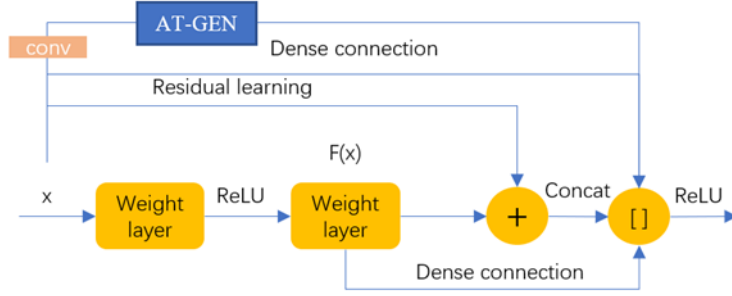 AT-GEN
conv
Dense connection
Residual learning
F(x)
x
Weight
layer
ReLU
Weight
layer
+
Concat
[ ]
ReLU
Dense connection